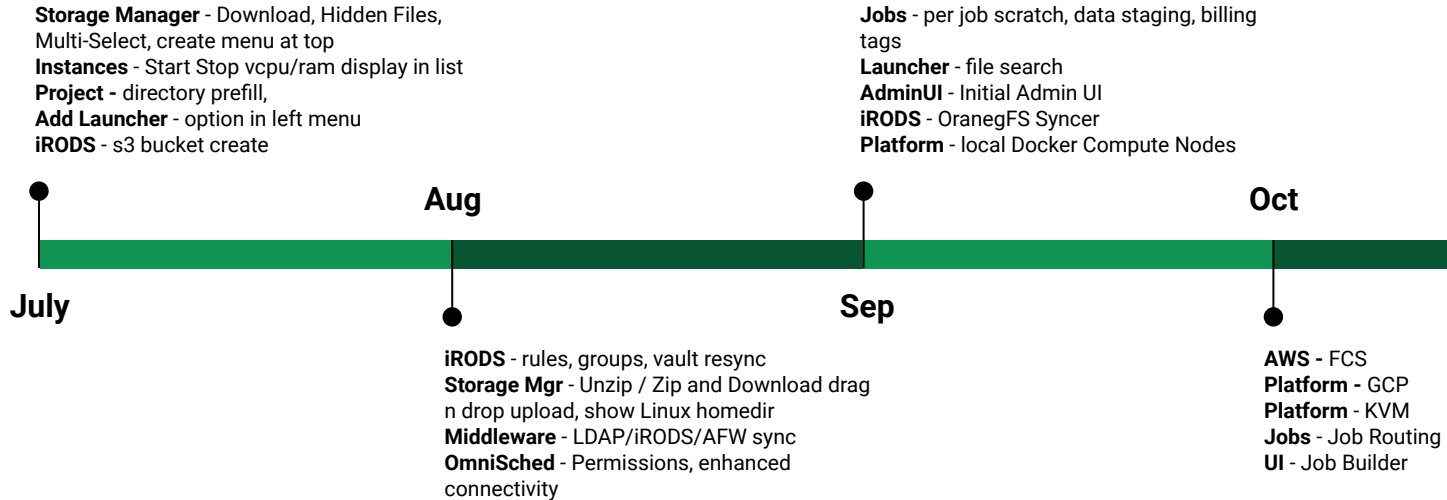 Storage Manager - Download, Hidden Files,
Multi-Select, create menu at top
Instances - Start Stop vcpu/ram display in list
Project - directory prefill,
Add Launcher - option in left menu
iRODS - s3 bucket create
Jobs - per job scratch, data staging, billing
tags
Launcher - file search
AdminUI - Initial Admin UI
iRODS - OranegFS Syncer
Platform - local Docker Compute Nodes
Aug
Oct
July
Sep
iRODS - rules, groups, vault resync
Storage Mgr - Unzip / Zip and Download drag
n drop upload, show Linux homedir
Middleware - LDAP/iRODS/AFW sync
OmniSched - Permissions, enhanced
connectivity
AWS - FCS
Platform - GCP
Platform - KVM
Jobs - Job Routing
UI - Job Builder